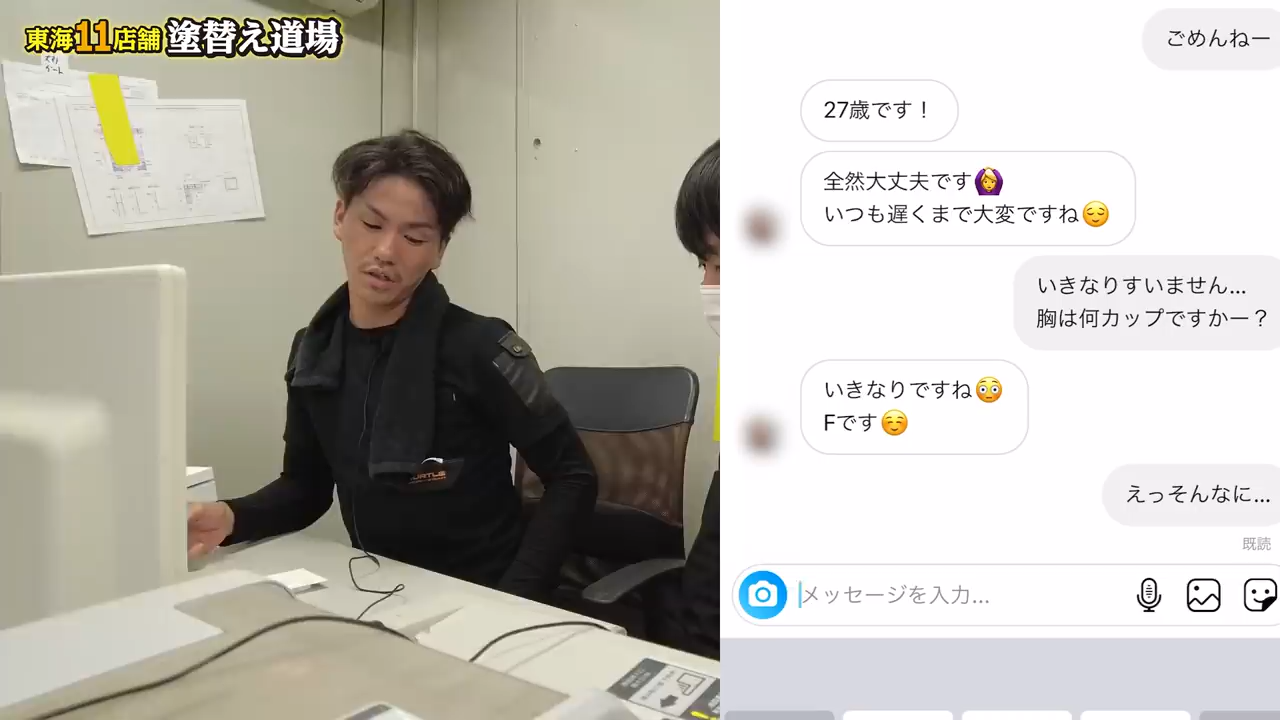 東海11店舗 塗替え道場
ごめんねー
27歳です！
全然大丈夫です🙆‍♀️
いつも遅くまで大変ですね😌
いきなりすいません...
胸は何カップですかー？
いきなりですね😳
Fです☺️
えっそんなに...
既読
メッセージを入力...